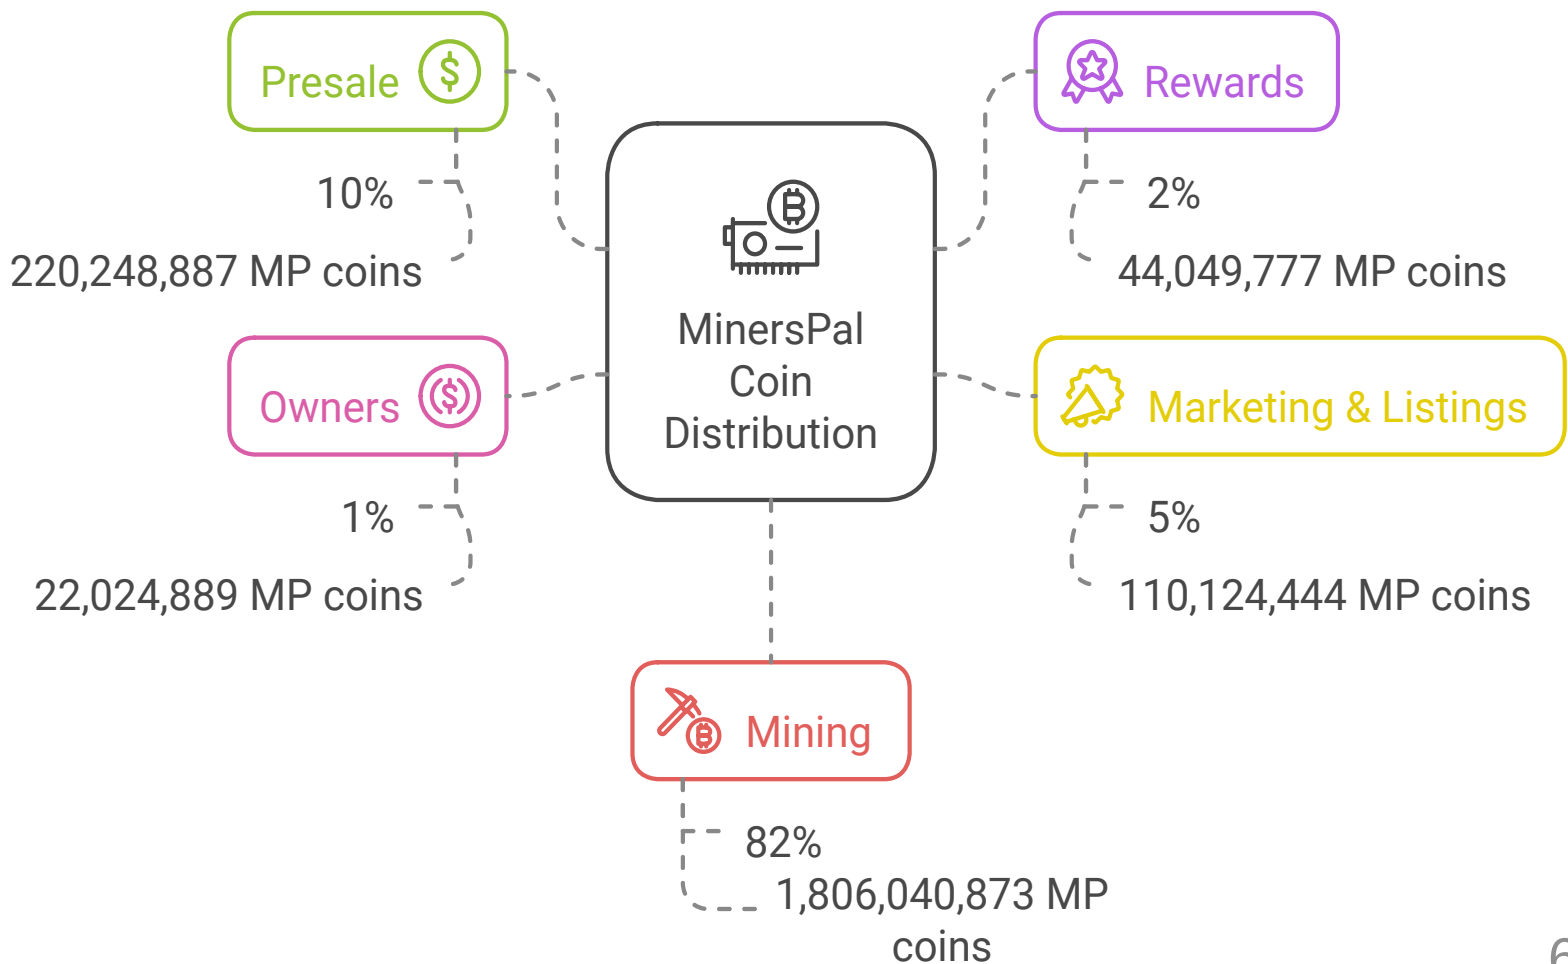 Presale
10%
220,248,887 MP coins
Owners
1%
22,024,889 MP coins
MinersPal
Coin
Distribution
Rewards
2%
44,049,777 MP coins
Marketing & Listings
5%
110,124,444 MP coins
Mining
82%
1,806,040,873 MP
coins
6